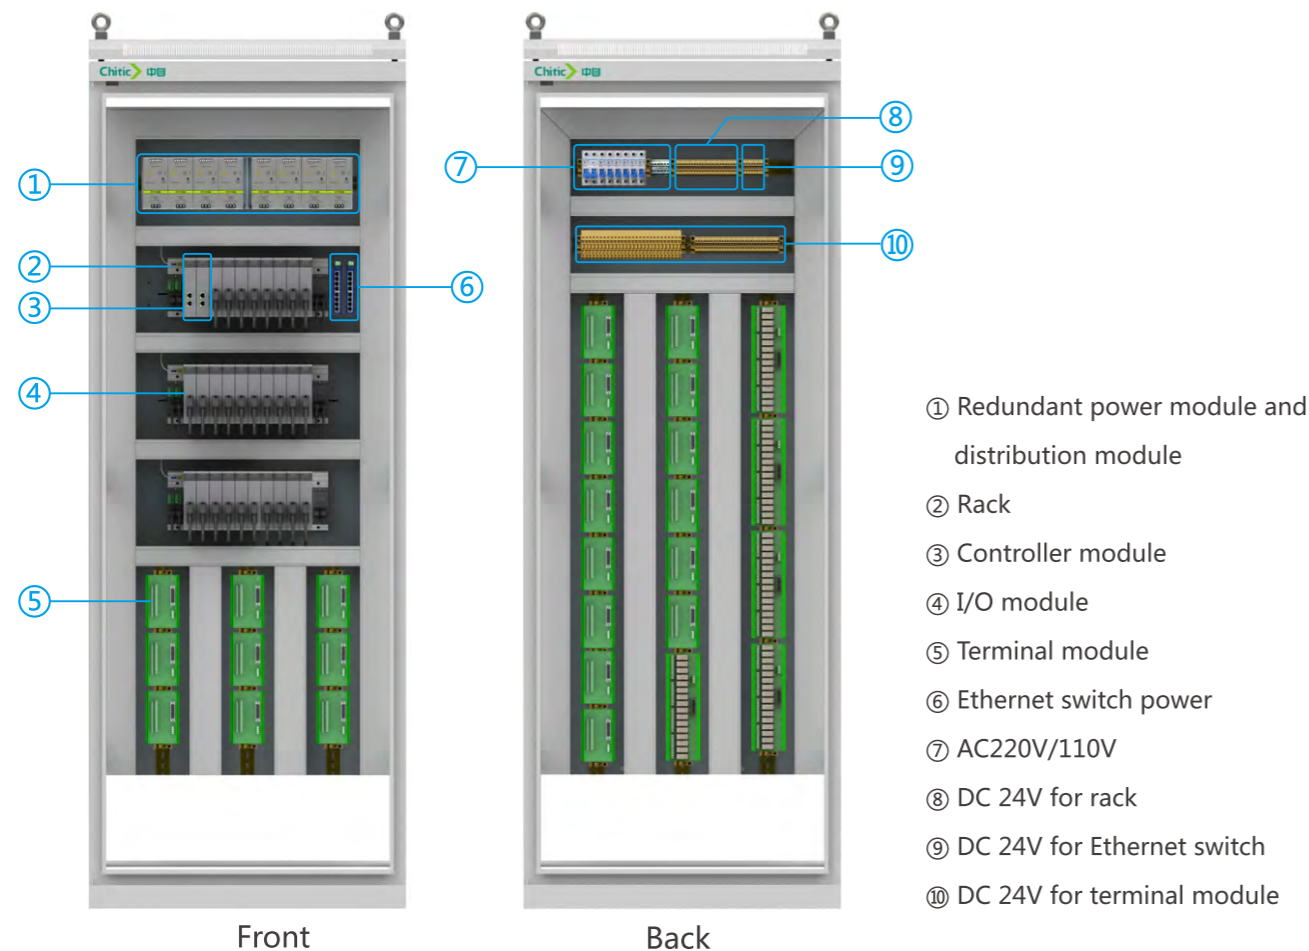 Chitic 中自
Chitic 中自
①
②
③
④
⑤
⑥
⑦
⑧
⑨
⑩
① Redundant power module and
distribution module
② Rack
③ Controller module
④ I/O module
⑤ Terminal module
⑥ Ethernet switch power
⑦ AC220V/110V
⑧ DC 24V for rack
⑨ DC 24V for Ethernet switch
⑩ DC 24V for terminal module
Front
Back